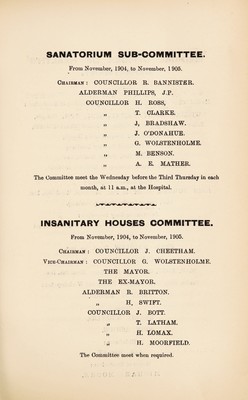 SANATORIUM SUB-COMMITTEE.
From November, 1904, to November, 1905.
CHAIRMAN : COUNCILLOR R. BANNISTER.
ALDERMAN PHILLIPS, J.P.
COUNCILLOR H. ROSS,
„ T. CLARKE.
„ J, BRADSHAW.
„ J. O'DONAHUE.
„ G. WOLSTENHOLME.
„ M. BENSON.
„ A. E. MATHER.
The Committee meet the Wednesday before the Third Thursday in each
month, at 11 a.m., at the Hospital.
INSANITARY HOUSES COMMITTEE.
From November, 1904, to November, 1905.
CHAIRMAN : COUNCILLOR J. CHEETHAM.
VICE-CHAIRMAN : COUNCILLOR G. WOLSTENHOLME.
THE MAYOR.
THE EX-MAYOR.
ALDERMAN R. BRITTON.
„ H, SWIFT.
COUNCILLOR J. BOTT.
„ T. LATHAM.
„ H. LOMAX.
„ H. MOORFIELD.
The Committee meet when required.